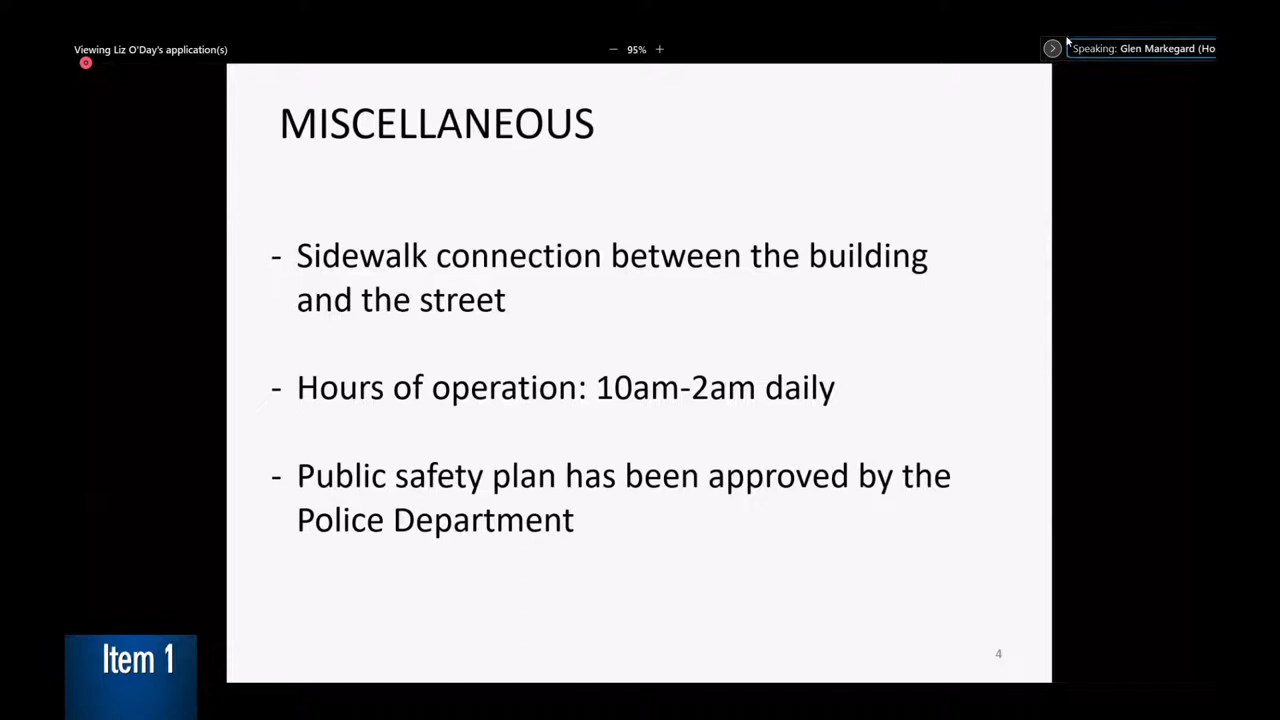 Viewing Liz O'Day's application(s)
95%
Speaking: Glen Markegard (Ho
MISCELLANEOUS
- Sidewalk connection between the building
and the street
- Hours of operation: 10am-2am daily
- Public safety plan has been approved by the
Police Department
4
Item 1